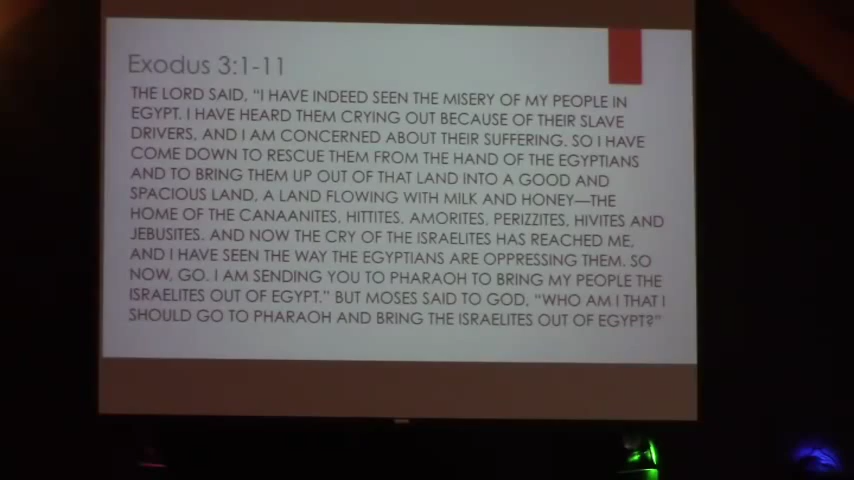 Exodus 3:1-11
THE LORD SAID, “I HAVE INDEED SEEN THE MISERY OF MY PEOPLE IN
EGYPT. I HAVE HEARD THEM CRYING OUT BECAUSE OF THEIR SLAVE
DRIVERS, AND I AM CONCERNED ABOUT THEIR SUFFERING. SO I HAVE
COME DOWN TO RESCUE THEM FROM THE HAND OF THE EGYPTIANS
AND TO BRING THEM UP OUT OF THAT LAND INTO A GOOD AND
SPACIOUS LAND, A LAND FLOWING WITH MILK AND HONEY—THE
HOME OF THE CANAANITES, HITTITES, AMORITES, PERIZZITES, HIVITES AND
JEBUSITES. AND NOW THE CRY OF THE ISRAELITES HAS REACHED ME,
AND I HAVE SEEN THE WAY THE EGYPTIANS ARE OPPRESSING THEM. SO
NOW, GO. I AM SENDING YOU TO PHARAOH TO BRING MY PEOPLE THE
ISRAELITES OUT OF EGYPT.” BUT MOSES SAID TO GOD, “WHO AM I THAT I
SHOULD GO TO PHARAOH AND BRING THE ISRAELITES OUT OF EGYPT?”